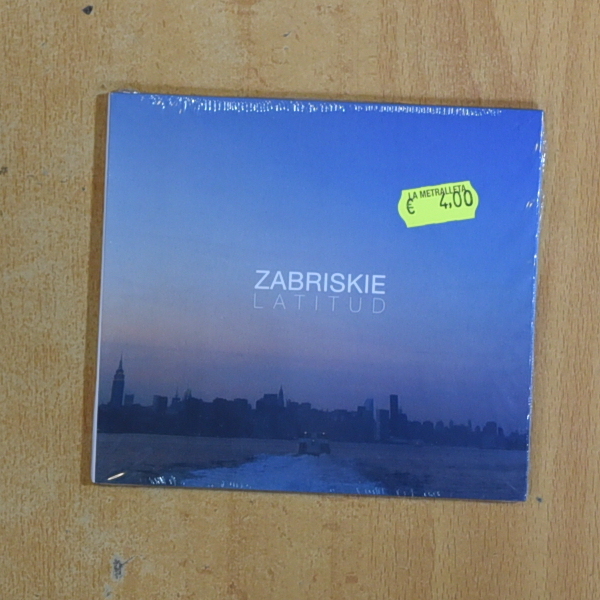 LA METRALLETA
€ 4,00
ZABRISKIE
LATITUD